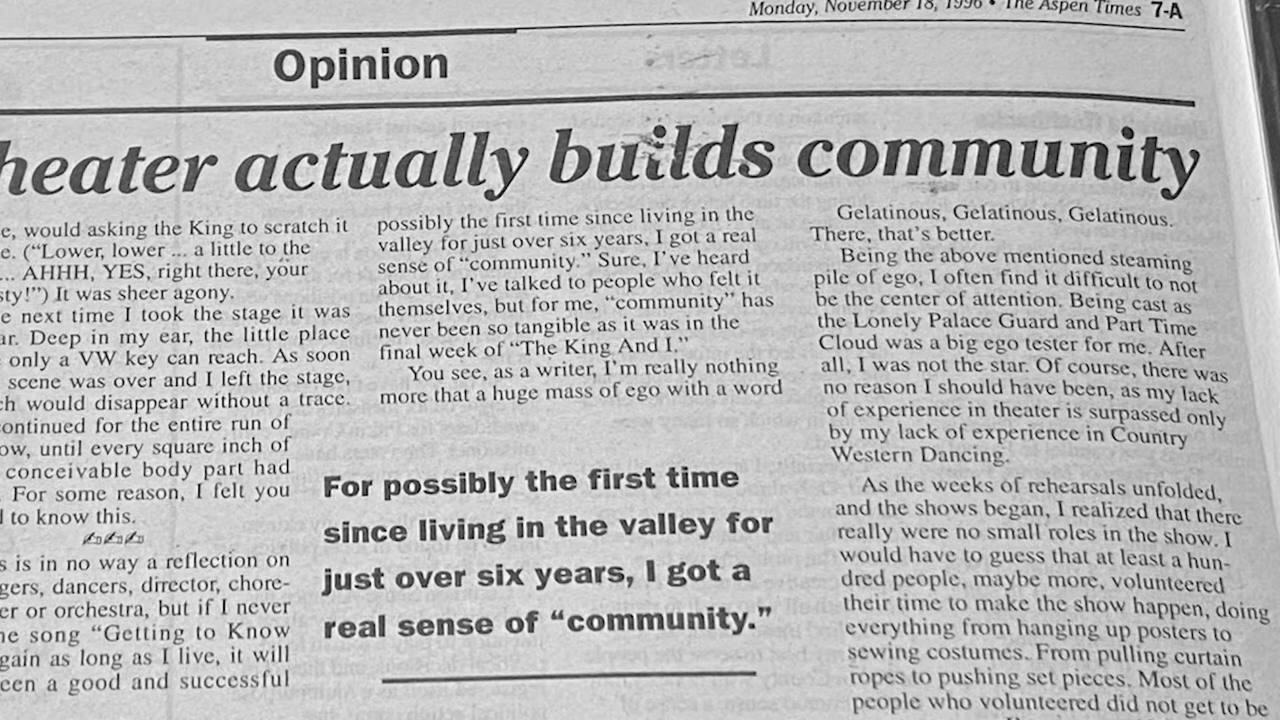 Monday, November 18, 1996 • The Aspen Times 7-A
Opinion
heater actually builds community
e, would asking the King to scratch it
e. (“Lower, lower ... a little to the
... AHHH, YES, right there, your
sty!”) It was sheer agony.
e next time I took the stage it was
ar. Deep in my ear, the little place
only a VW key can reach. As soon
scene was over and I left the stage,
ch would disappear without a trace.
continued for the entire run of
ow, until every square inch of
conceivable body part had
. For some reason, I felt you
d to know this.
✍✍✍
s is in no way a reflection on
gers, dancers, director, chore-
er or orchestra, but if I never
he song “Getting to Know
gain as long as I live, it will
een a good and successful
possibly the first time since living in the
valley for just over six years, I got a real
sense of “community.” Sure, I’ve heard
about it, I’ve talked to people who felt it
themselves, but for me, “community” has
never been so tangible as it was in the
final week of “The King And I.”
You see, as a writer, I’m really nothing
more that a huge mass of ego with a word
For possibly the first time
since living in the valley for
just over six years, I got a
real sense of “community.”
Gelatinous, Gelatinous, Gelatinous.
There, that’s better.
Being the above mentioned steaming
pile of ego, I often find it difficult to not
be the center of attention. Being cast as
the Lonely Palace Guard and Part Time
Cloud was a big ego tester for me. After
all, I was not the star. Of course, there was
no reason I should have been, as my lack
of experience in theater is surpassed only
by my lack of experience in Country
Western Dancing.
As the weeks of rehearsals unfolded,
and the shows began, I realized that there
really were no small roles in the show. I
would have to guess that at least a hun-
dred people, maybe more, volunteered
their time to make the show happen, doing
everything from hanging up posters to
sewing costumes. From pulling curtain
ropes to pushing set pieces. Most of the
people who volunteered did not get to be